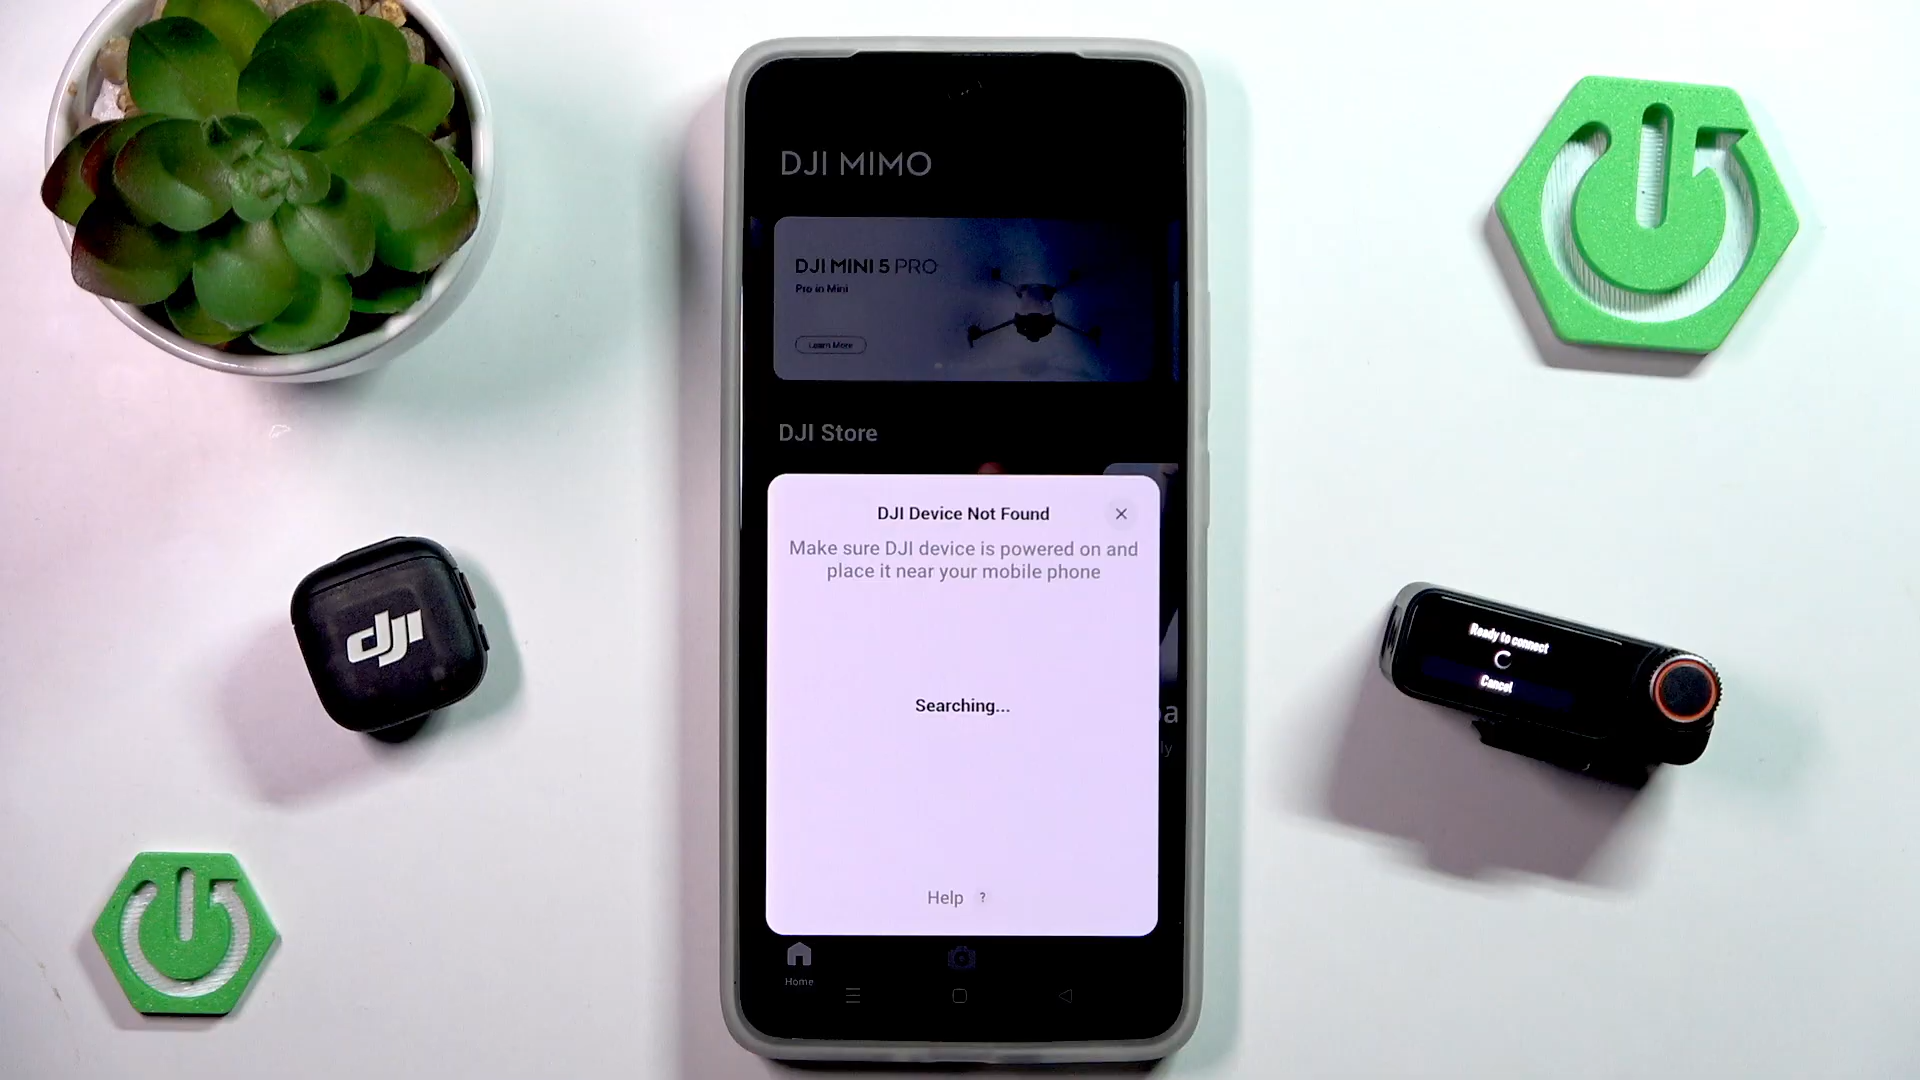 DJI MIMO
DJI MINI 5 PRO
Pro in Mini
Learn More
DJI Store
DJI Device Not Found
Make sure DJI device is powered on and
place it near your mobile phone
Searching...
Help ?
Home
dji
Ready to connect
Cancel